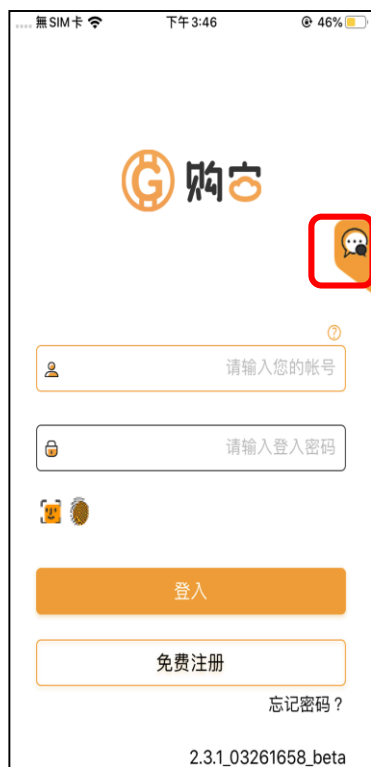 無SIM卡 下午3:46 46%
G 购宝
?
请输入您的帐号
请输入登入密码
登入
免费注册
忘记密码？
2.3.1_03261658_beta